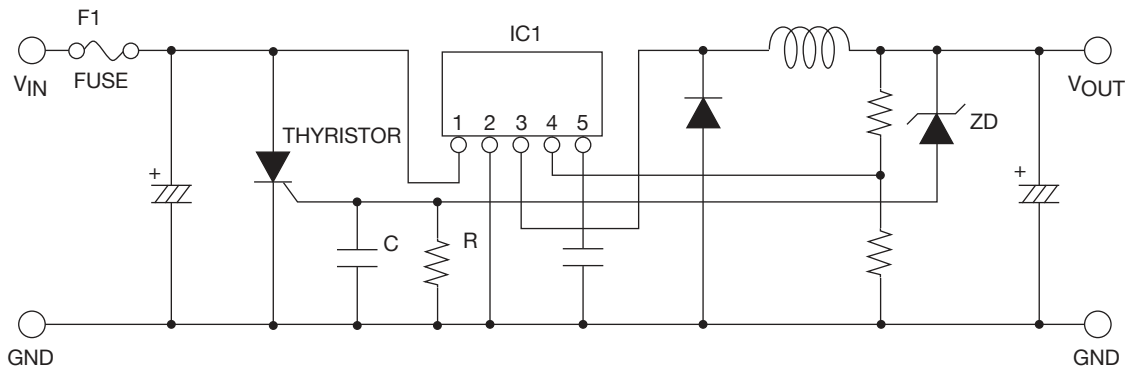 F1
IC1
VIN
FUSE
VOUT
1 2 3 4 5
ZD
THYRISTOR
+
+
C
R
GND
GND